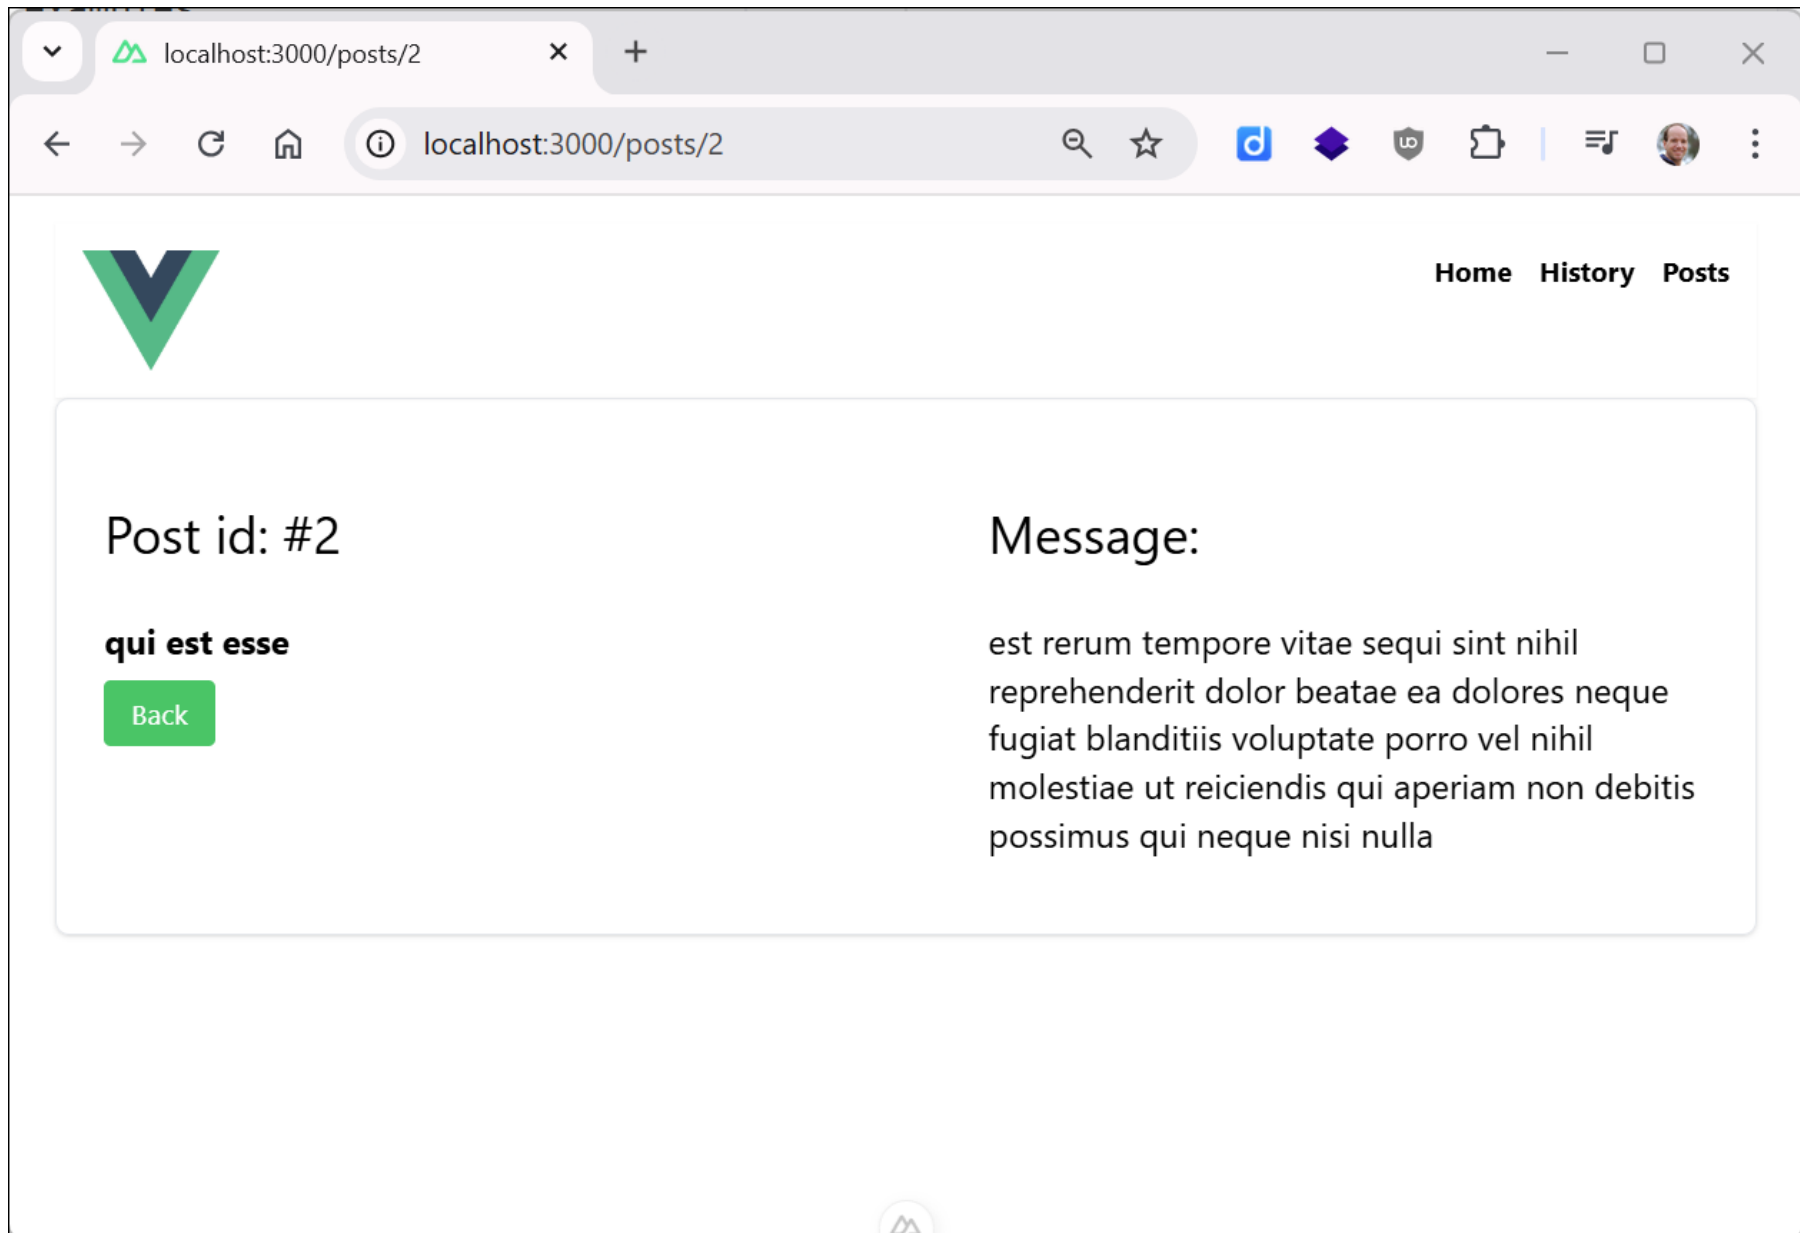 localhost:3000/posts/2
localhost:3000/posts/2
Home History Posts
Post id: #2
qui est esse
Back
Message:
est rerum tempore vitae sequi sint nihil
reprehenderit dolor beatae ea dolores neque
fugiat blanditiis voluptate porro vel nihil
molestiae ut reiciendis qui aperiam non debitis
possimus qui neque nisi nulla